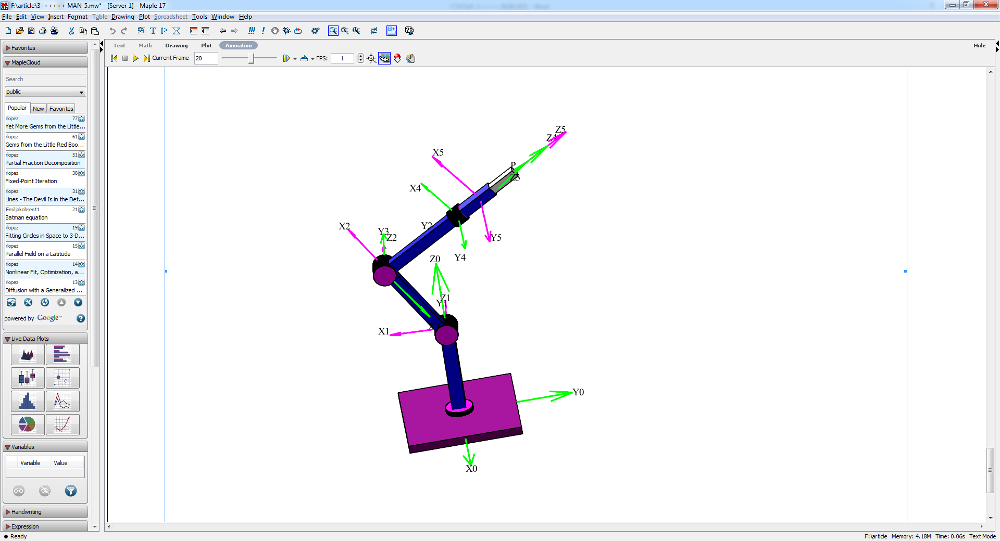 F:\article\3 +++++ MAN-5.mw* - [Server 1] - Maple 17
File Edit View Insert Format Table Drawing Plot Spreadsheet Tools Window Help
Text Math Drawing Plot Animation Hide
Current Frame 20 FPS: 1
Favorites
MapleCloud
Search
public
Popular New Favorites
rlopez 77
Yet More Gems from the Little...
rlopez 61
Gems from the Little Red Boo...
rlopez 51
Partial Fraction Decomposition
rlopez 38
Fixed-Point Iteration
rlopez 31
Lines - The Devil Is in the Det...
Emiljakobsen11 21
Batman equation
rlopez 19
Fitting Circles in Space to 3-D...
rlopez 15
Parallel Field on a Latitude
rlopez 14
Nonlinear Fit, Optimization, a...
rlopez 13
Diffusion with a Generalized ...
powered by Google™
Live Data Plots
Variables
Variable Value
Handwriting
Expression
Z5
Z4
X5
P
Z3
X4
X2
Y2
Y3
Z2
Y5
Y4
Z0
Z1
Y1
X1
Y0
X0
Ready
F:\article Memory: 4.18M Time: 0.06s Text Mode